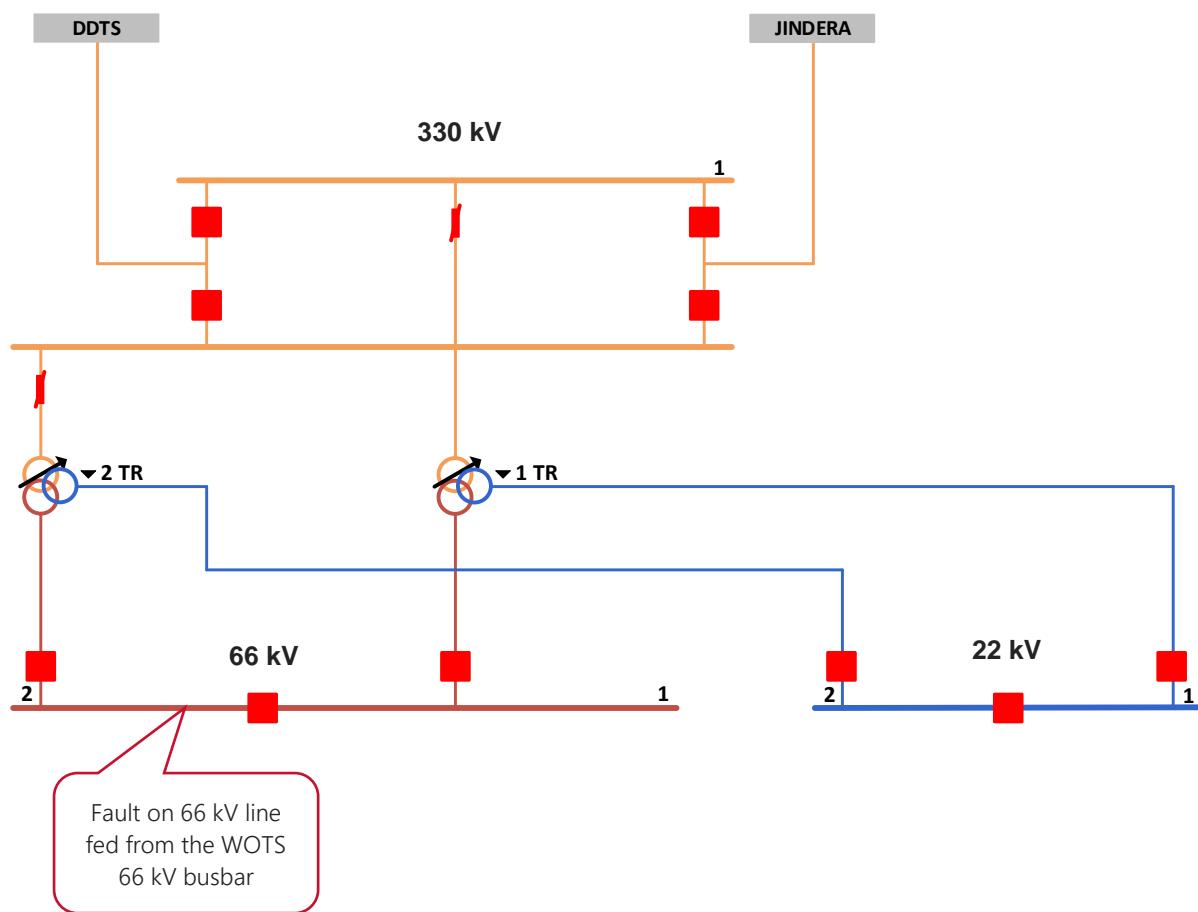 DDTS
JINDERA
330 kV
1
2 TR
1 TR
66 kV
22 kV
2
1
2
1
Fault on 66 kV line
fed from the WOTS
66 kV busbar